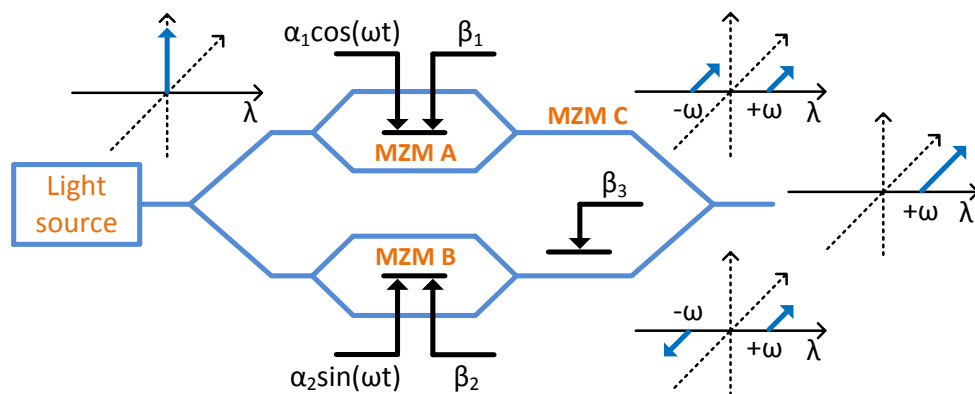 α₁cos(ωt)
β₁
λ
MZM A
MZM C
-ω
+ω
λ
Light
source
β₃
+ω
λ
MZM B
-ω
+ω
λ
α₂sin(ωt)
β₂